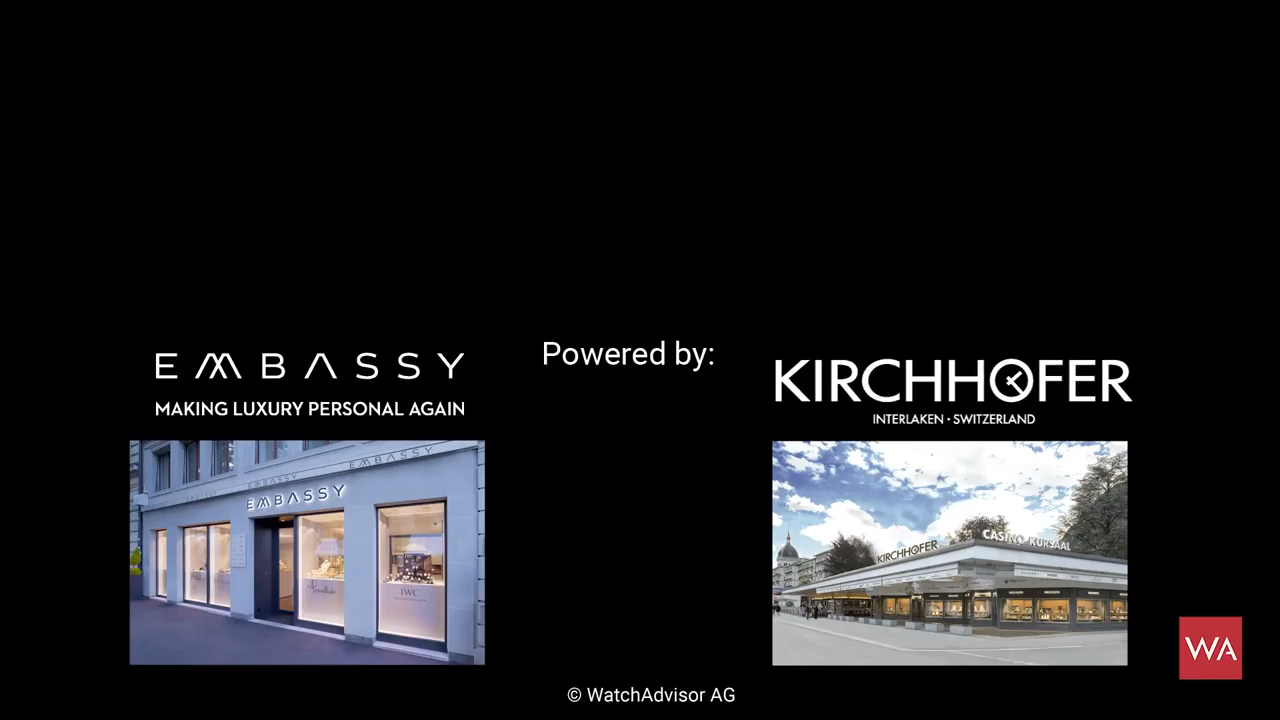 Powered by:
EMBASSY
MAKING LUXURY PERSONAL AGAIN
EMBASSY
EMBASSY
EMBASSY
IWC
KIRCHHOFER
INTERLAKEN · SWITZERLAND
KIRCHHOFER
CASINO KURSAAL
WA
© WatchAdvisor AG